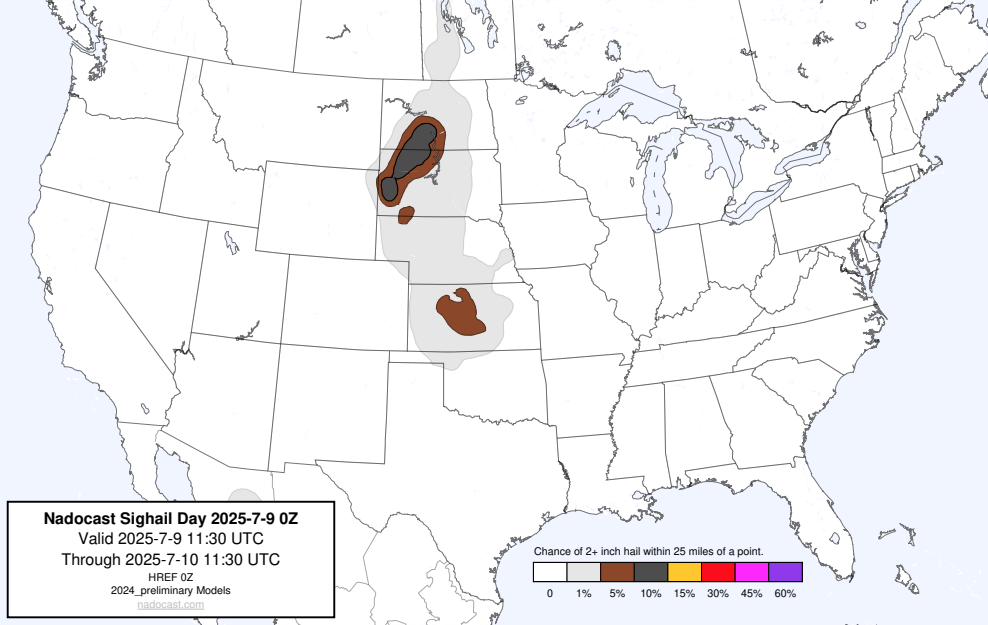 Nadocast Sighail Day 2025-7-9 0Z
Valid 2025-7-9 11:30 UTC
Through 2025-7-10 11:30 UTC
HREF 0Z
2024_preliminary Models
nadocast.com
Chance of 2+ inch hail within 25 miles of a point.
0 1% 5% 10% 15% 30% 45% 60%